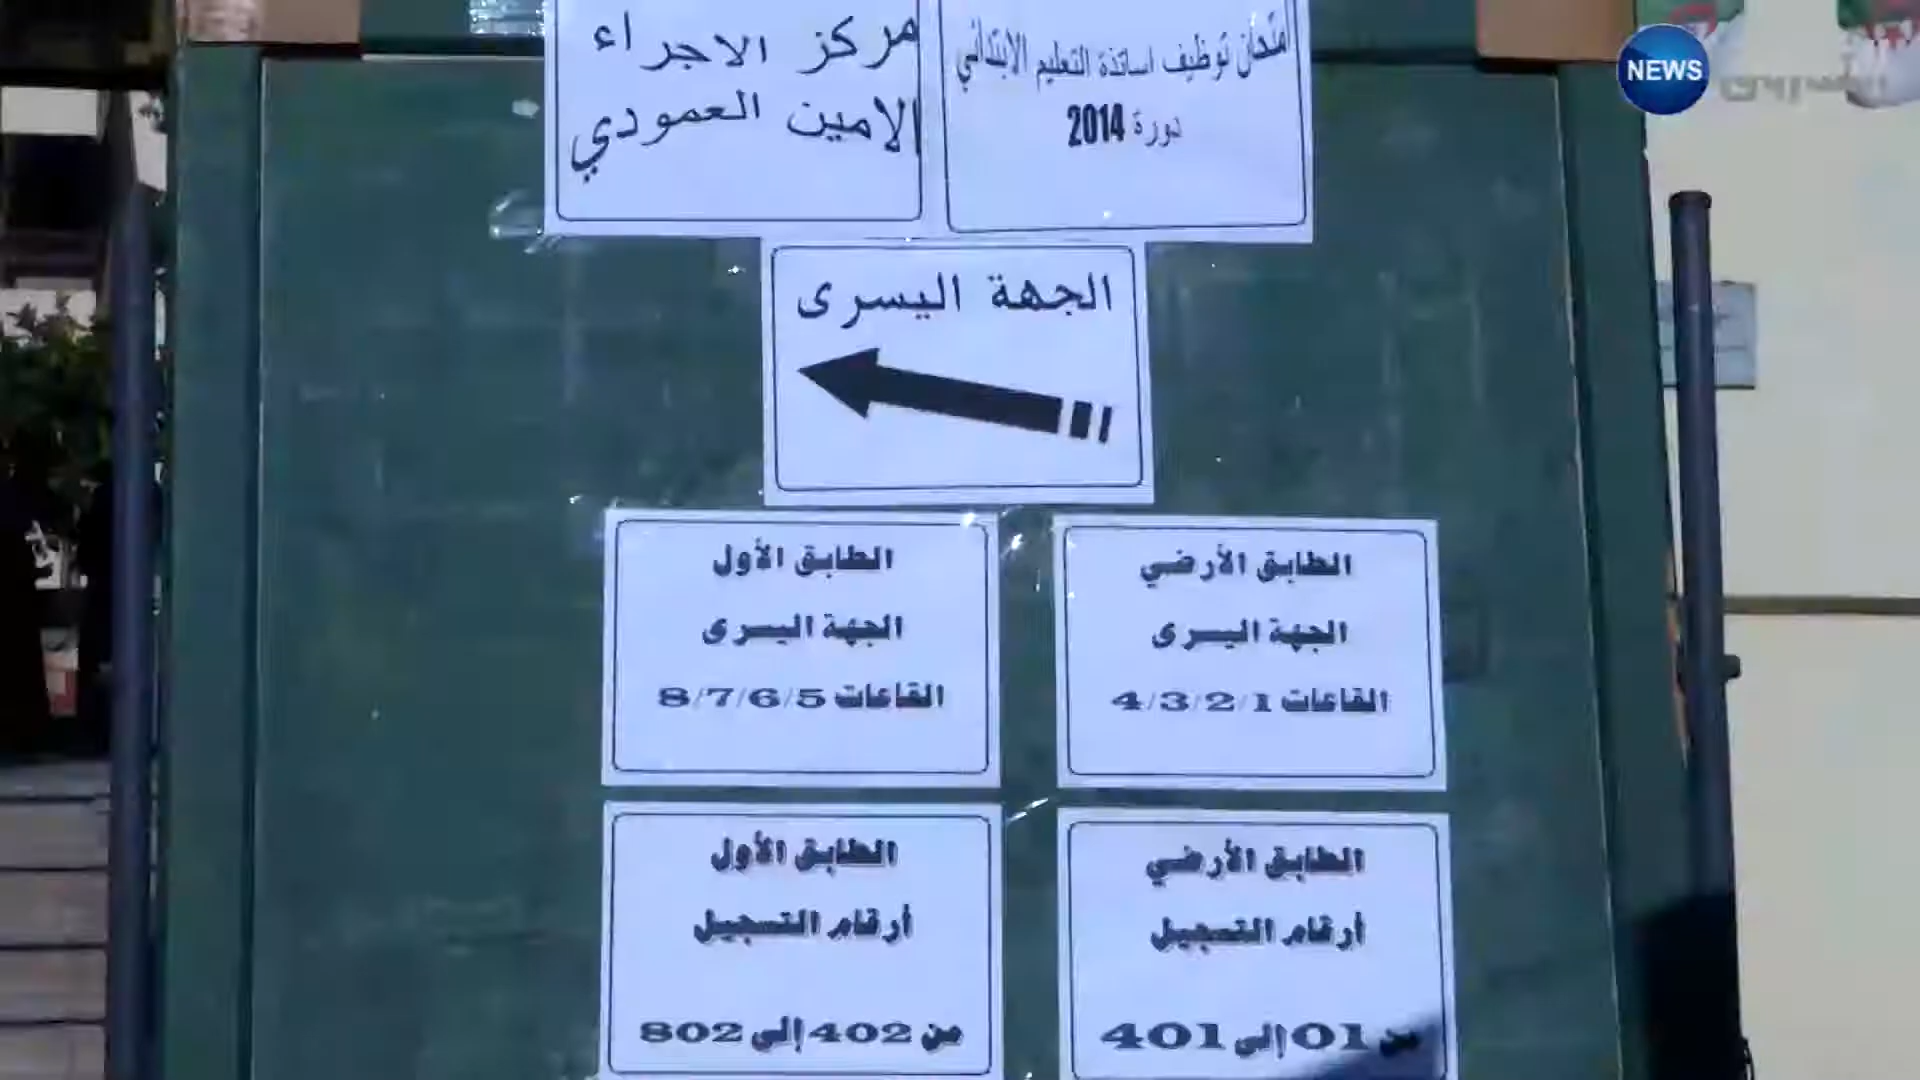 امتحان توظيف اساتذة التعليم الابتدائي
دورة 2014
مركز الاجراء
الامين العمودي
الجهة اليسرى
الطابق الأرضي
الجهة اليسرى
القاعات 4/3/2/1
الطابق الأول
الجهة اليسرى
القاعات 8/7/6/5
الطابق الأرضي
أرقام التسجيل
من 01 إلى 401
الطابق الأول
أرقام التسجيل
من 402 إلى 802
NEWS